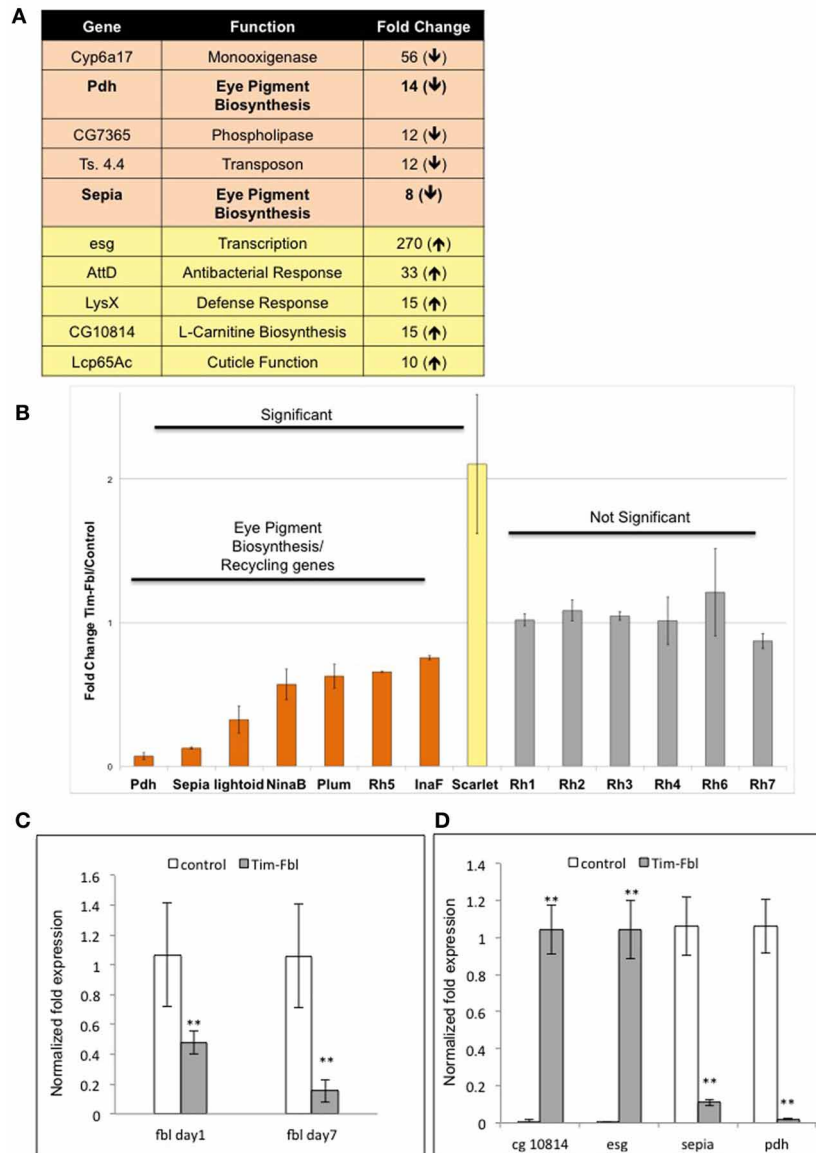 A
Gene Function Fold Change
Cyp6a17 Monooxigenase 56 (↓)
Pdh Eye Pigment Biosynthesis 14 (↓)
CG7365 Phospholipase 12 (↓)
Ts. 4.4 Transposon 12 (↓)
Sepia Eye Pigment Biosynthesis 8 (↓)
esg Transcription 270 (↑)
AttD Antibacterial Response 33 (↑)
LysX Defense Response 15 (↑)
CG10814 L-Carnitine Biosynthesis 15 (↑)
Lcp65Ac Cuticle Function 10 (↑)
B
Fold Change Tim-Fbl/Control
2
1
0
Significant
Eye Pigment
Biosynthesis/
Recycling genes
Not Significant
Pdh Sepia lightoid NinaB Plum Rh5 InaF Scarlet Rh1 Rh2 Rh3 Rh4 Rh6 Rh7
C
control Tim-Fbl
Normalized fold expression
1.6
1.4
1.2
1
0.8
0.6
0.4
0.2
0
**
**
fbl day1 fbl day7
D
control Tim-Fbl
Normalized fold expression
1.4
1.2
1
0.8
0.6
0.4
0.2
0
**
**
**
**
cg 10814 esg sepia pdh